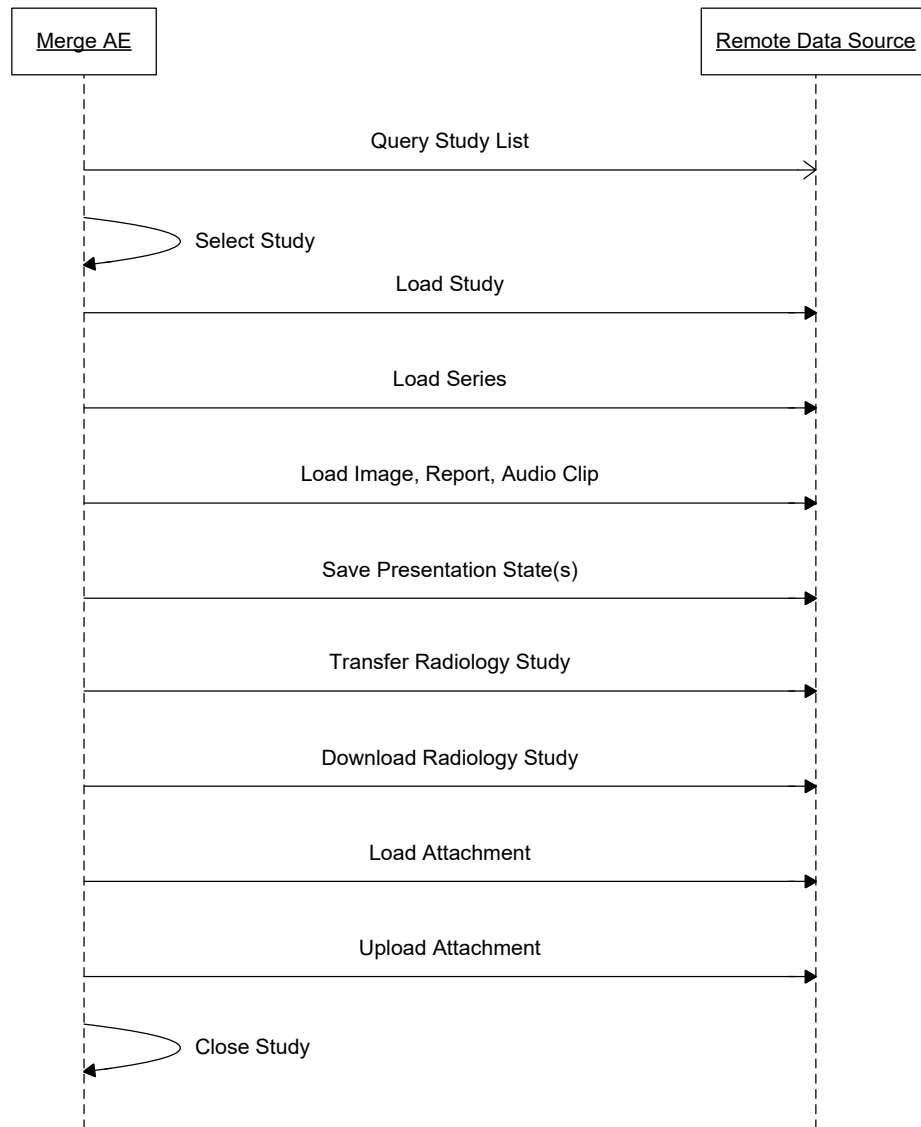 Merge AE
Remote Data Source
Query Study List
Select Study
Load Study
Load Series
Load Image, Report, Audio Clip
Save Presentation State(s)
Transfer Radiology Study
Download Radiology Study
Load Attachment
Upload Attachment
Close Study